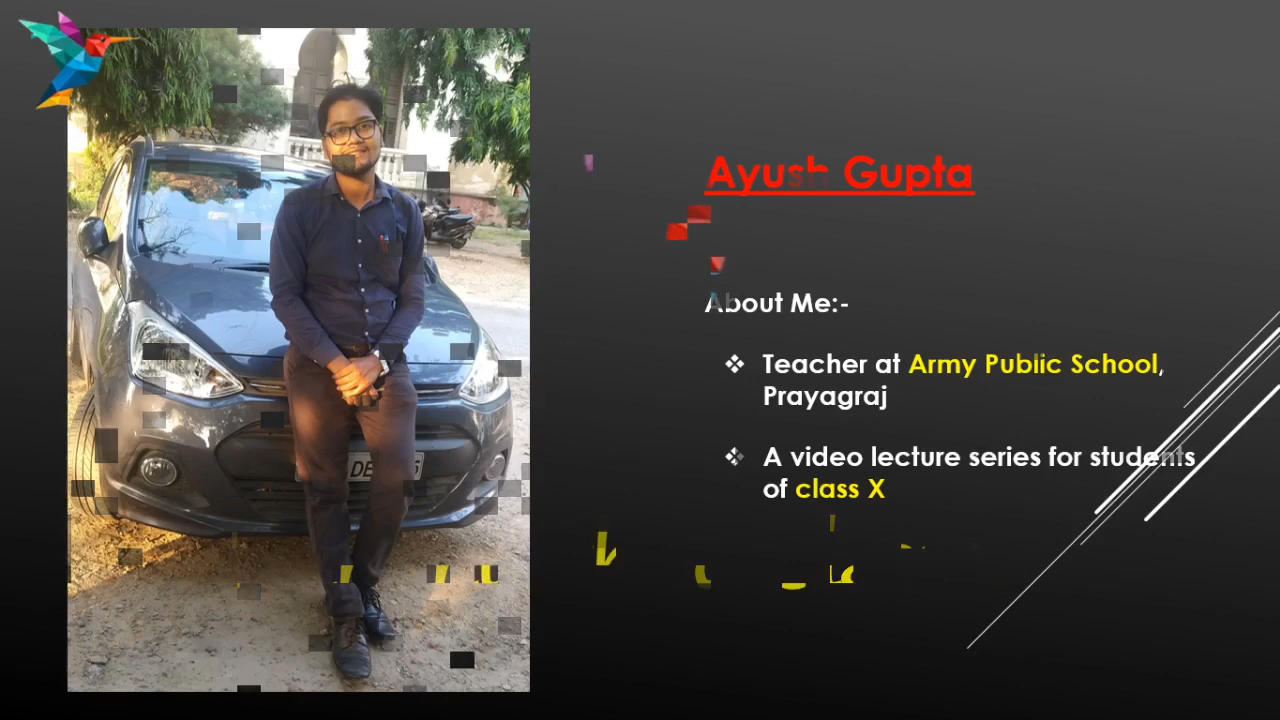 Ayush Gupta
About Me:-
❖ Teacher at Army Public School,
Prayagraj
❖ A video lecture series for students
of class X